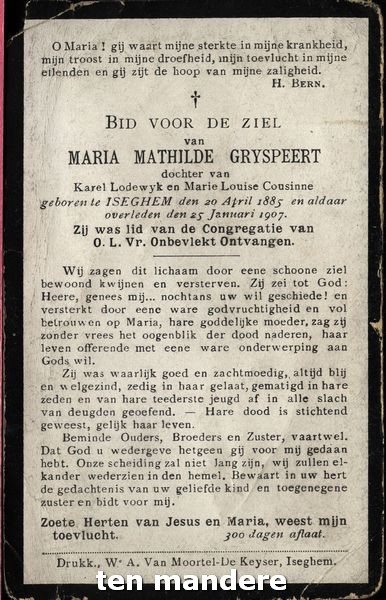 O Maria ! gij waart mijne sterkte in mijne krankheid,
mijn troost in mijne droefheid, mijn toevlucht in mijne
ellenden en gij zijt de hoop van mijne zaligheid.
H. Bern.
†
Bid voor de ziel
van
MARIA MATHILDE GRYSPEERT
dochter van
Karel Lodewyk en Marie Louise Cousinne
geboren te ISEGHEM den 20 April 1885 en aldaar
overleden den 25 Januari 1907.
Zij was lid van de Congregatie van
O. L. Vr. Onbevlekt Ontvangen.
Wij zagen dit lichaam door eene schoone ziel
bewoond kwijnen en versterven. Zij zei tot God :
Heere, genees mij... nochtans uw wil geschiede! en
versterkt door eene ware godvruchtigheid en vol
betrouwen op Maria, hare goddelijke moeder, zag zij
zonder vrees het oogenblik der dood naderen, haar
leven offerende met eene ware onderwerping aan
Gods wil.
Zij was waarlijk goed en zachtmoedig, altijd blij
en welgezind, zedig in haar gelaat, gematigd in hare
zeden en van hare teederste jeugd af in alle slach
van deugden geoefend. — Hare dood is stichtend
geweest, gelijk haar leven.
Beminde Ouders, Broeders en Zuster, vaartwel.
Dat God u wedergeve hetgeen gij voor mij gedaan
hebt. Onze scheiding zal niet lang zijn, wij zullen el-
kander wederzien in den hemel. Bewaart in uw hert
de gedachtenis van uw geliefde kind en toegenegene
zuster en bidt voor mij.
Zoete Herten van Jesus en Maria, weest mijn
toevlucht. 300 dagen aflaat.
Drukk., We A. Van Moortel-De Keyser, Iseghem.
ten mandere